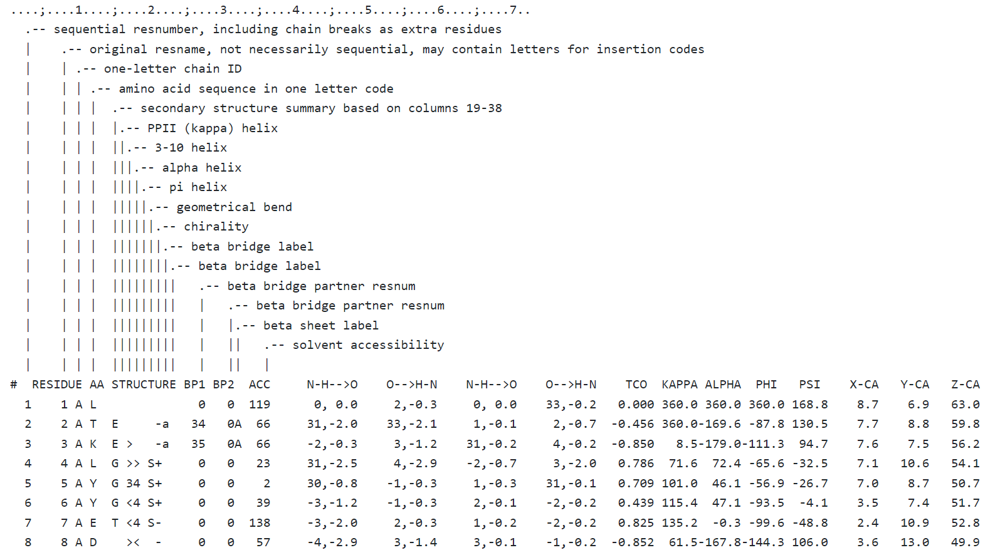 ....;....1....;....2....;....3....;....4....;....5....;....6....;....7..
  .-- sequential resnumber, including chain breaks as extra residues
  |    .-- original resname, not necessarily sequential, may contain letters for insertion codes
  |    | .-- one-letter chain ID
  |    | | .-- amino acid sequence in one letter code
  |    | | |  .-- secondary structure summary based on columns 19-38
  |    | | |  |.-- PPII (kappa) helix
  |    | | |  ||.-- 3-10 helix
  |    | | |  |||.-- alpha helix
  |    | | |  ||||.-- pi helix
  |    | | |  |||||.-- geometrical bend
  |    | | |  ||||||.-- chirality
  |    | | |  |||||||.-- beta bridge label
  |    | | |  ||||||||.-- beta bridge label
  |    | | |  |||||||||   .-- beta bridge partner resnum
  |    | | |  |||||||||   |   .-- beta bridge partner resnum
  |    | | |  |||||||||   |   |.-- beta sheet label
  |    | | |  |||||||||   |   ||   .-- solvent accessibility
  |    | | |  |||||||||   |   ||   |
#  RESIDUE AA STRUCTURE BP1 BP2  ACC     N-H-->O    O-->H-N    N-H-->O    O-->H-N    TCO  KAPPA ALPHA  PHI   PSI    X-CA   Y-CA   Z-CA
  1    1 A L              0   0  119      0, 0.0     2,-0.3     0, 0.0    33,-0.2   0.000 360.0 360.0 360.0 168.8    8.7    6.9   63.0
  2    2 A T  E     -a   34   0A  66     31,-2.0    33,-2.1     1,-0.1     2,-0.7  -0.456 360.0-169.6 -87.8 130.5    7.7    8.8   59.8
  3    3 A K  E >   -a   35   0A  66     -2,-0.3     3,-1.2    31,-0.2     4,-0.2  -0.850   8.5-179.0-111.3  94.7    7.6    7.5   56.2
  4    4 A L  G >> S+     0   0   23     31,-2.5     4,-2.9    -2,-0.7     3,-2.0   0.786  71.6  72.4 -65.6 -32.5    7.1   10.6   54.1
  5    5 A Y  G 34 S+     0   0    2     30,-0.8    -1,-0.3     1,-0.3    31,-0.1   0.709 101.0  46.1 -56.9 -26.7    7.0    8.7   50.7
  6    6 A Y  G <4 S+     0   0   39     -3,-1.2    -1,-0.3     2,-0.1    -2,-0.2   0.439 115.4  47.1 -93.5  -4.1    3.5    7.4   51.7
  7    7 A E  T <4 S-     0   0  138     -3,-2.0     2,-0.3     1,-0.2    -2,-0.2   0.825 135.2  -0.3 -99.6 -48.8    2.4   10.9   52.8
  8    8 A D    ><  -     0   0   57     -4,-2.9     3,-1.4     3,-0.1    -1,-0.2  -0.852  61.5-167.8-144.3 106.0    3.6   13.0   49.9